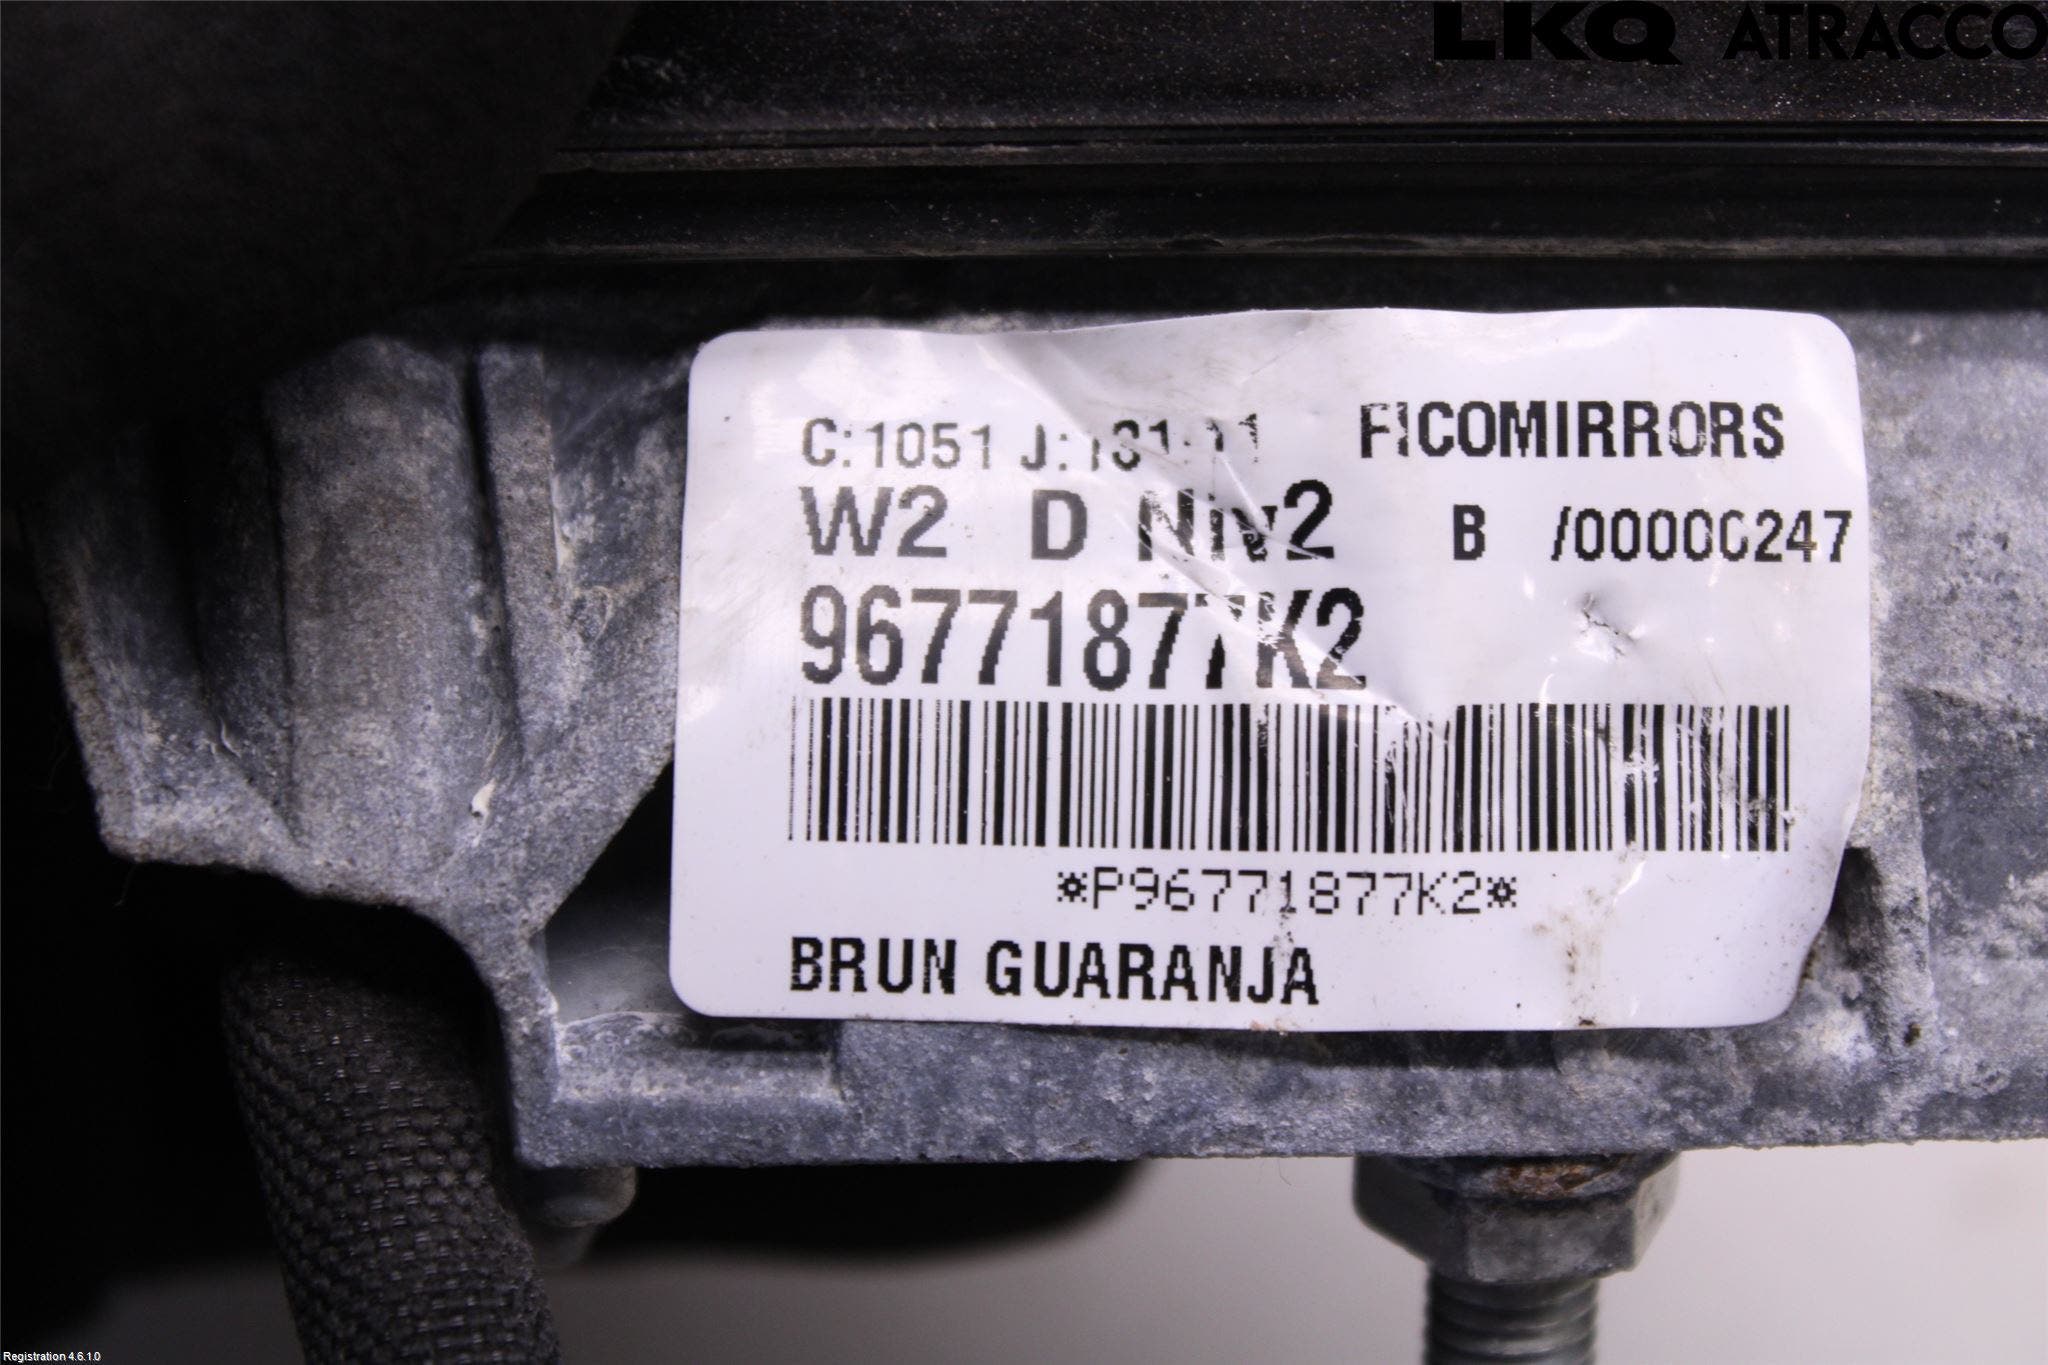 LKQ ATRACCO
C:1051 FICOMIRRORS
W2 D Niv2 B /00000247
96771877K2
*P96771877K2*
BRUN GUARANJA
Registration 4.6.1.0